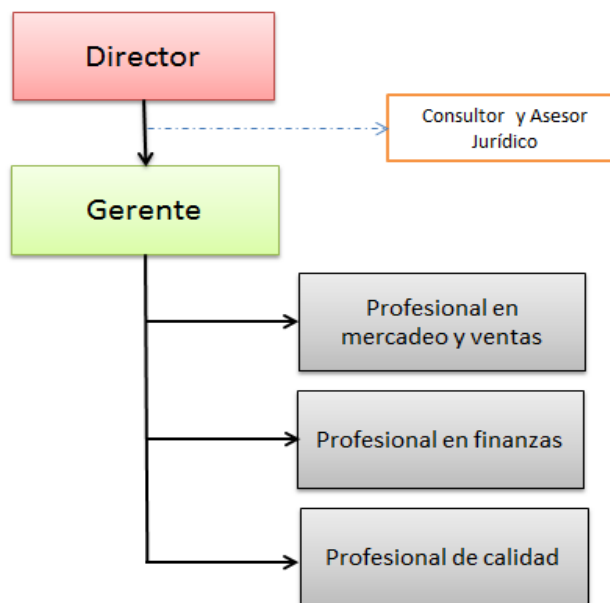 Director
Consultor y Asesor
Jurídico
Gerente
Profesional en
mercadeo y ventas
Profesional en finanzas
Profesional de calidad